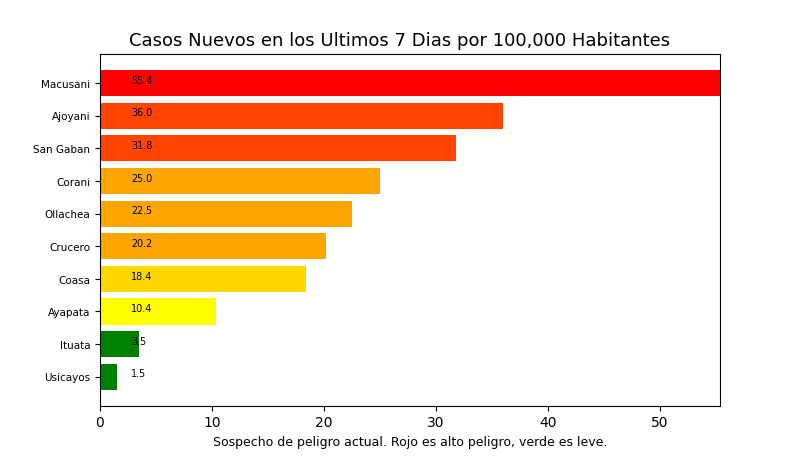 Casos Nuevos en los Ultimos 7 Dias por 100,000 Habitantes
Macusani 55.4
Ajoyani 36.0
San Gaban 31.8
Corani 25.0
Ollachea 22.5
Crucero 20.2
Coasa 18.4
Ayapata 10.4
Ituata 3.5
Usicayos 1.5
0 10 20 30 40 50
Sospecho de peligro actual. Rojo es alto peligro, verde es leve.